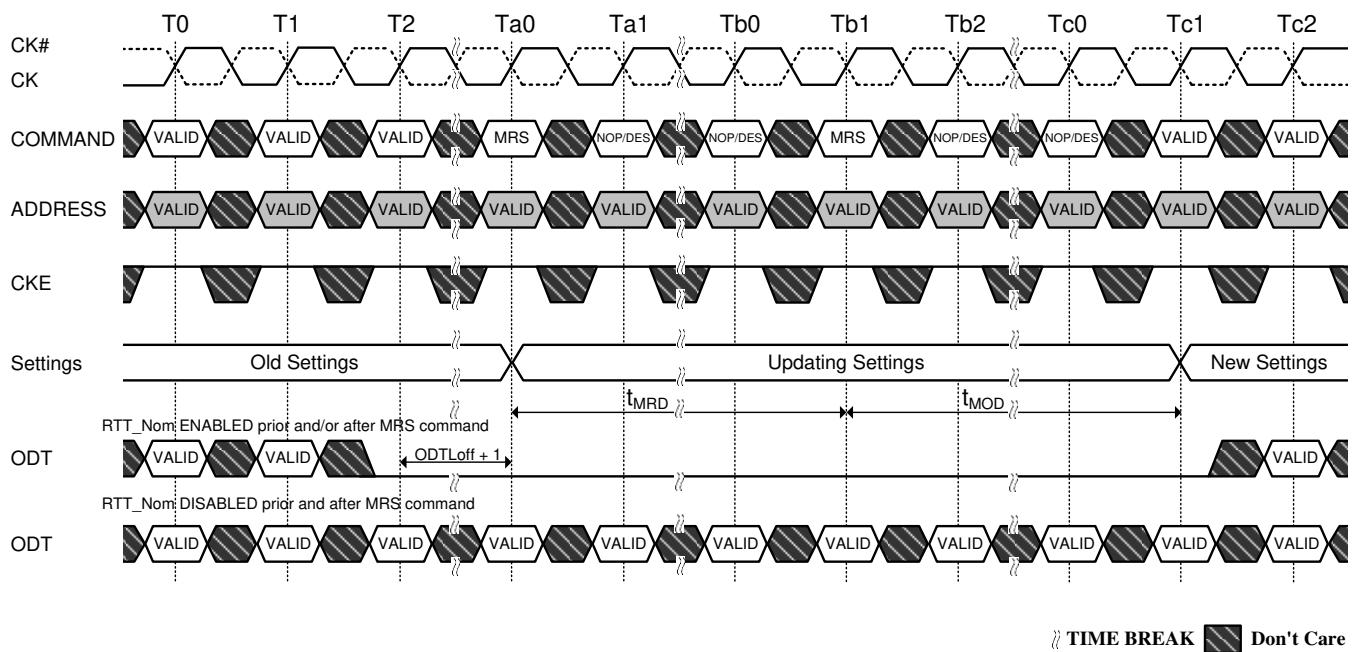 T0 T1 T2 Ta0 Ta1 Tb0 Tb1 Tb2 Tc0 Tc1 Tc2
CK#
CK
COMMAND VALID VALID VALID MRS NOP/DES NOP/DES MRS NOP/DES NOP/DES VALID VALID
ADDRESS VALID VALID VALID VALID VALID VALID VALID VALID VALID VALID VALID
CKE
Settings Old Settings Updating Settings New Settings
tMRD tMOD
RTT_Nom ENABLED prior and/or after MRS command
ODT VALID VALID ODTLoff + 1 VALID
RTT_Nom DISABLED prior and after MRS command
ODT VALID VALID VALID VALID VALID VALID VALID VALID VALID VALID VALID
TIME BREAK Don't Care